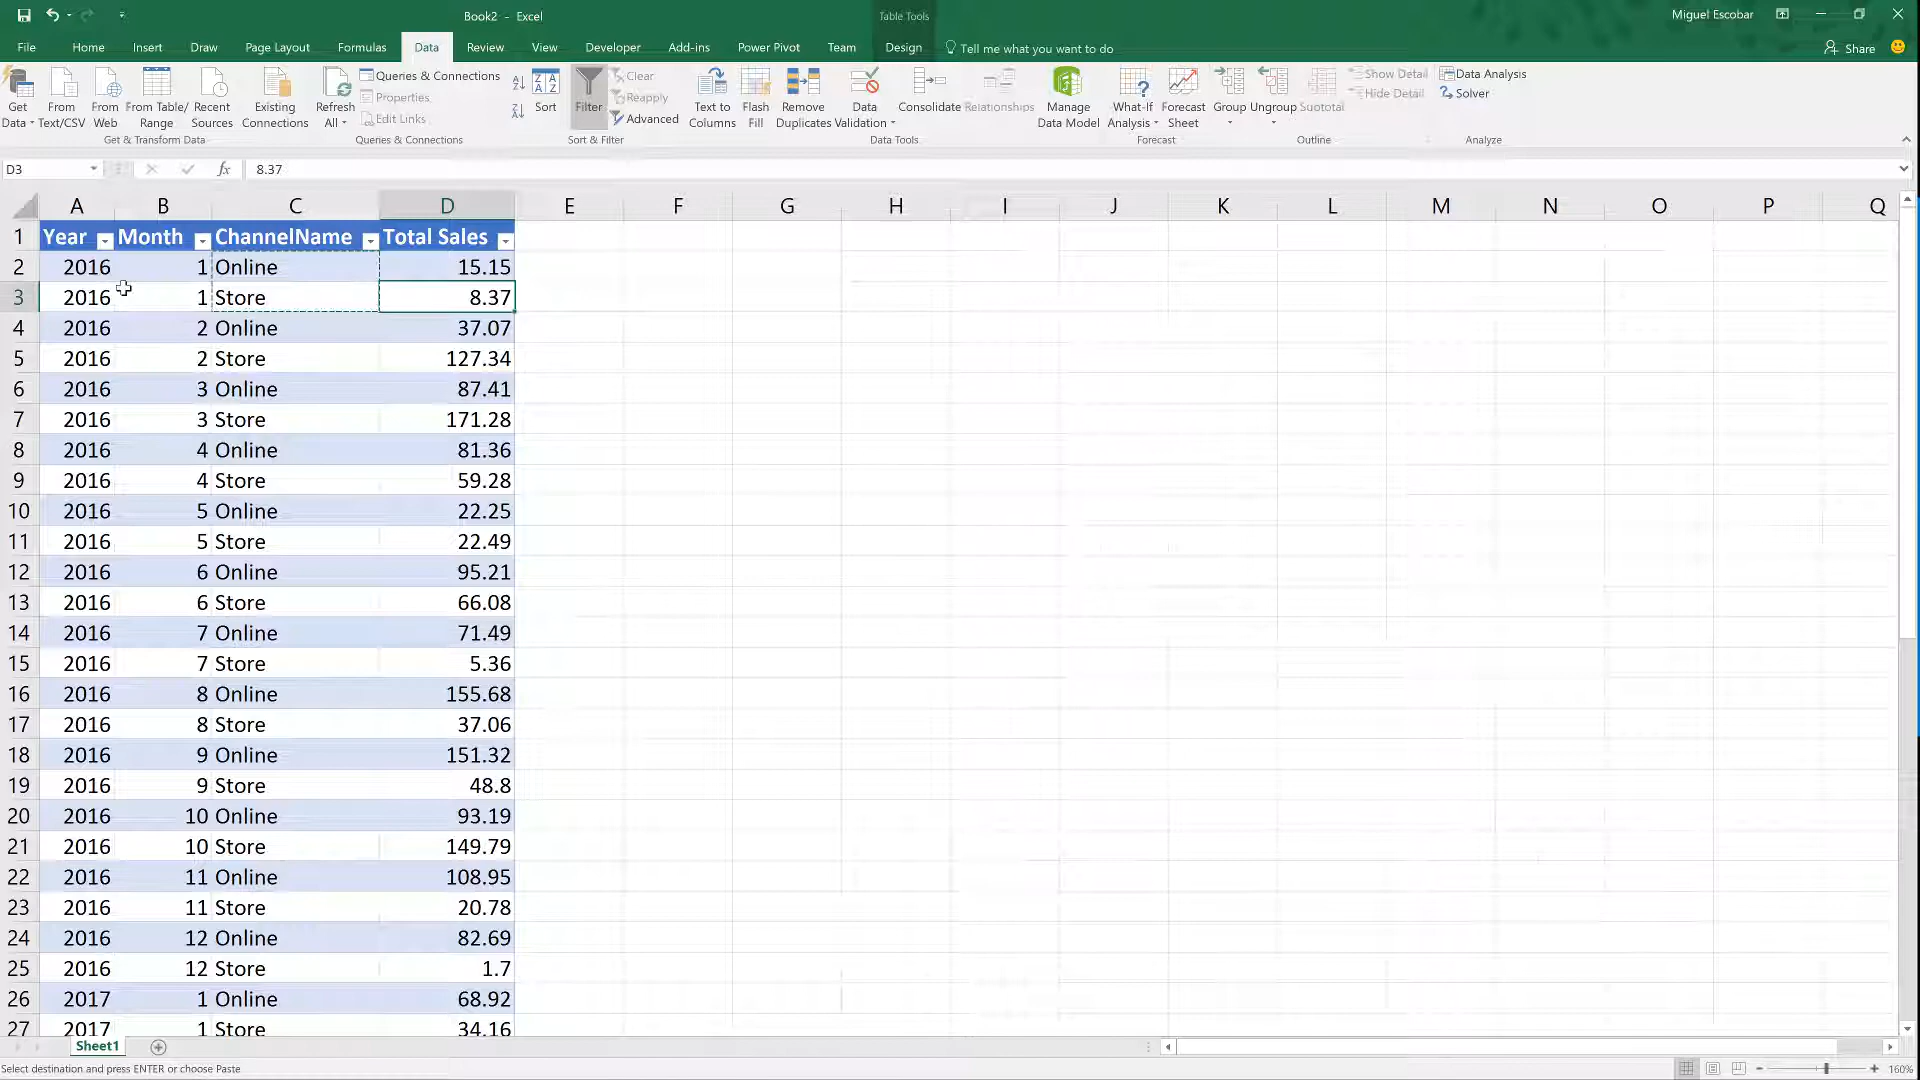 Book2 - Excel
Table Tools
Miguel Escobar
File Home Insert Draw Page Layout Formulas Data Review View Developer Add-ins Power Pivot Team Design Tell me what you want to do Share
Get Data
From Text/CSV
From Web
From Table/ Range
Recent Sources
Get & Transform Data
Existing Connections
Refresh All
Queries & Connections
Properties
Edit Links
Queries & Connections
Sort
Filter
Clear
Reapply
Advanced
Sort & Filter
Text to Columns
Flash Fill
Remove Duplicates
Data Validation
Consolidate
Relationships
Manage Data Model
Data Tools
What-If Analysis
Forecast Sheet
Forecast
Group
Ungroup
Subtotal
Show Detail
Hide Detail
Outline
Data Analysis
Solver
Analyze
D3 fx 8.37
A B C D E F G H I J K L M N O P Q
1 Year Month ChannelName Total Sales
2 2016 1 Online 15.15
3 2016 1 Store 8.37
4 2016 2 Online 37.07
5 2016 2 Store 127.34
6 2016 3 Online 87.41
7 2016 3 Store 171.28
8 2016 4 Online 81.36
9 2016 4 Store 59.28
10 2016 5 Online 22.25
11 2016 5 Store 22.49
12 2016 6 Online 95.21
13 2016 6 Store 66.08
14 2016 7 Online 71.49
15 2016 7 Store 5.36
16 2016 8 Online 155.68
17 2016 8 Store 37.06
18 2016 9 Online 151.32
19 2016 9 Store 48.8
20 2016 10 Online 93.19
21 2016 10 Store 149.79
22 2016 11 Online 108.95
23 2016 11 Store 20.78
24 2016 12 Online 82.69
25 2016 12 Store 1.7
26 2017 1 Online 68.92
27 2017 1 Store 34.16
Sheet1
Select destination and press ENTER or choose Paste
160%